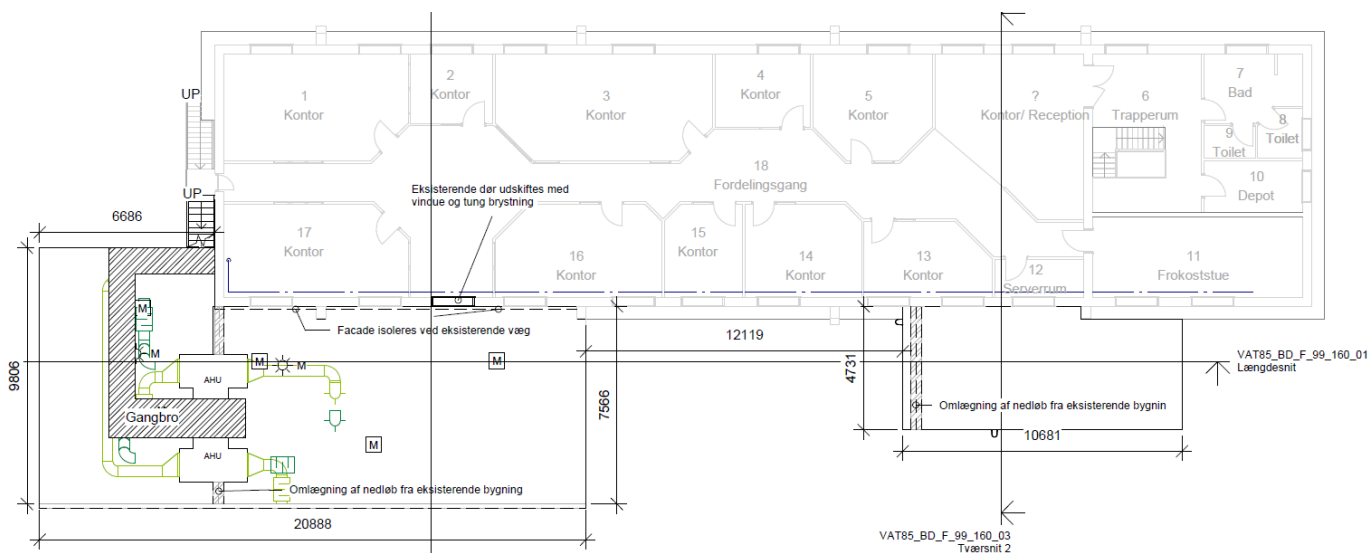 UP
1
Kontor
2
Kontor
3
Kontor
4
Kontor
5
Kontor
?
Kontor/ Reception
6
Trapperum
7
Bad
8
Toilet
9
Toilet
10
Depot
18
Fordelingsgang
Eksisterende dør udskiftes med
vindue og tung brystning
UP
6686
17
Kontor
16
Kontor
15
Kontor
14
Kontor
13
Kontor
12
Serverrum
11
Frokoststue
M
Facade isoleres ved eksisterende væg
12119
M
M
M
M
VAT85_BD_F_99_160_01
Længdesnit
9806
AHU
4731
7566
Gangbro
Omlægning af nedløb fra eksisterende bygnin
10681
M
AHU
Omlægning af nedløb fra eksisterende bygning
20888
VAT85_BD_F_99_160_03
Tværsnit 2